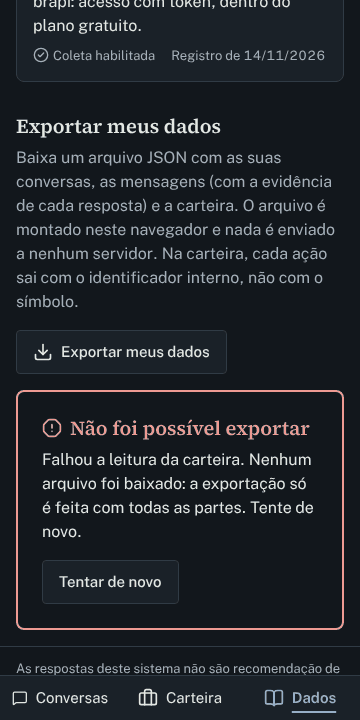 brapi: acesso com token, dentro do
plano gratuito.
Coleta habilitada Registro de 14/11/2026
Exportar meus dados
Baixa um arquivo JSON com as suas
conversas, as mensagens (com a evidência
de cada resposta) e a carteira. O arquivo é
montado neste navegador e nada é enviado
a nenhum servidor. Na carteira, cada ação
sai com o identificador interno, não com o
símbolo.
Exportar meus dados
Não foi possível exportar
Falhou a leitura da carteira. Nenhum
arquivo foi baixado: a exportação só
é feita com todas as partes. Tente de
novo.
Tentar de novo
As respostas deste sistema não são recomendação de
Conversas Carteira Dados